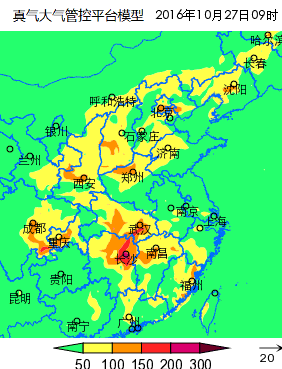 真气大气管控平台模型 2016年10月27日09时
哈尔滨
长春
沈阳
呼和浩特
北京
银川
石家庄
济南
兰州
西安
郑州
南京
上海
成都
重庆
武汉
长沙
南昌
贵阳
福州
昆明
南宁
广州
50 100 150 200 300
20